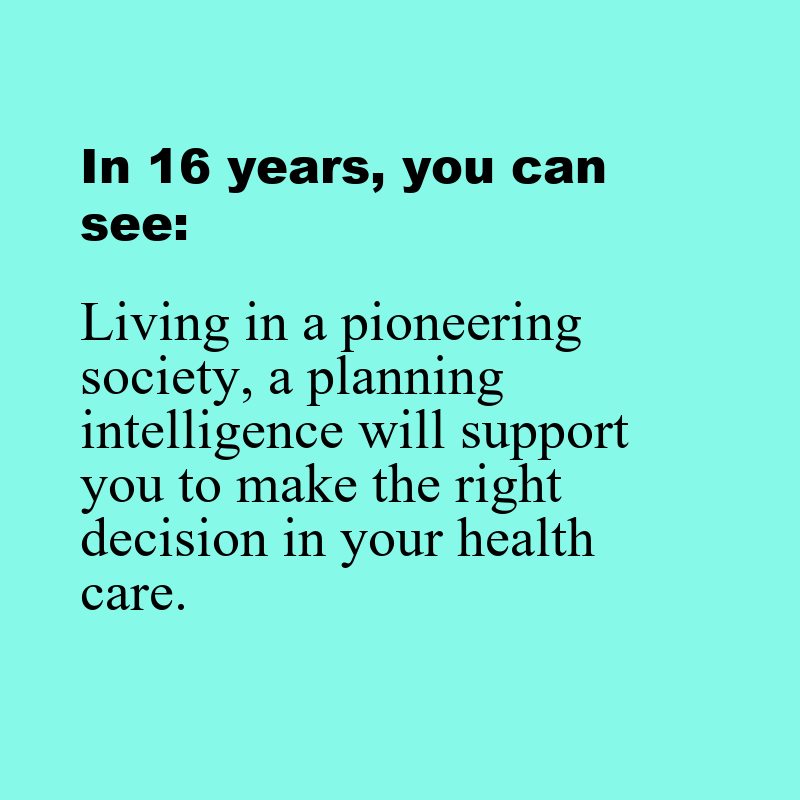 In 16 years, you can
see:
Living in a pioneering
society, a planning
intelligence will support
you to make the right
decision in your health
care.